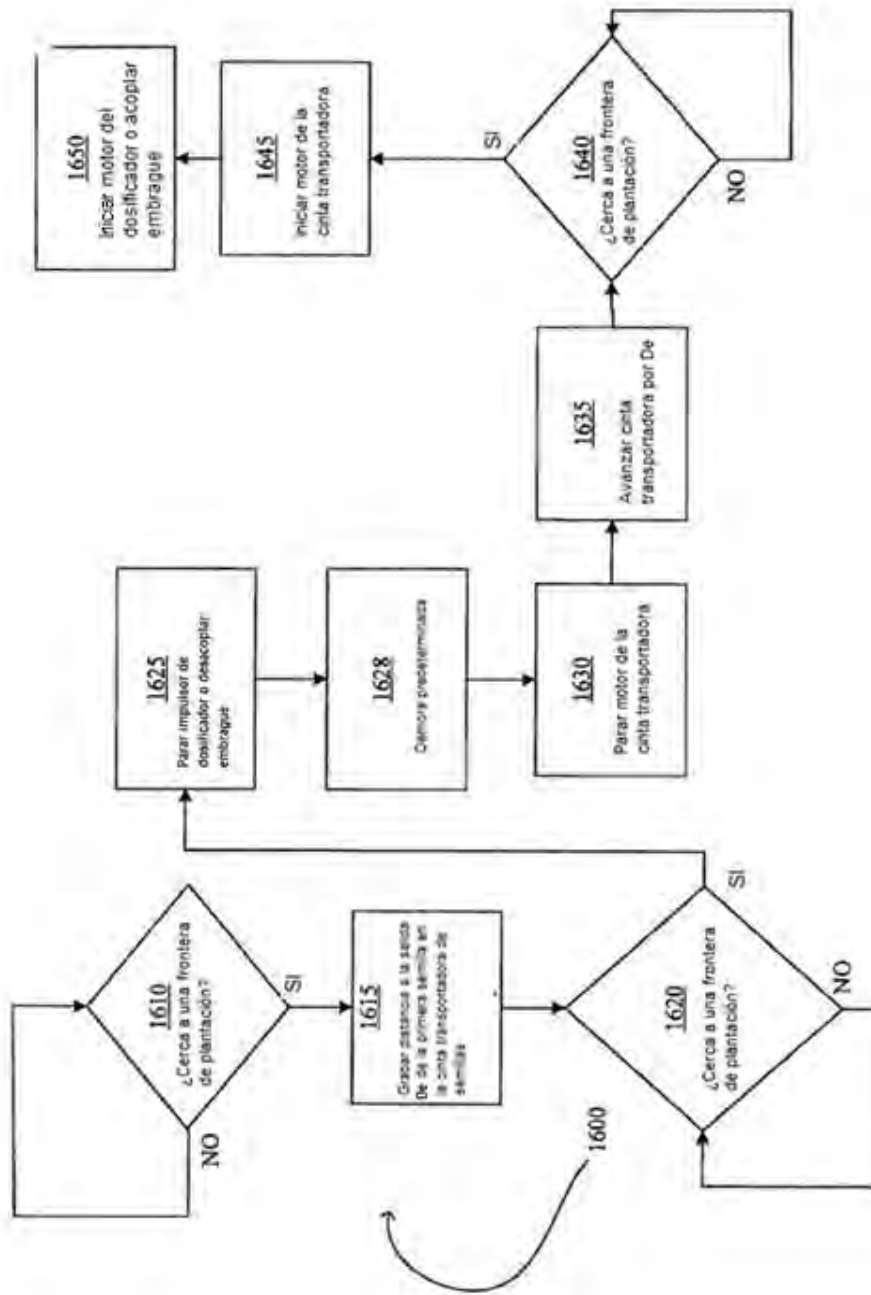 1610
¿Cerca a una frontera
de plantación?
NO
SI
1615
Grabar distancia a la salida
De de la primera semilla en
la cinta transportadora de
semillas
1620
¿Cerca a una frontera
de plantación?
NO
SI
1600
1625
Parar impulsor de
dosificador o desacoplar
embrague
1628
Demora predeterminada
1630
Parar motor de la
cinta transportadora
1635
Avanzar cinta
transportadora por De
1640
¿Cerca a una frontera
de plantación?
NO
SI
1645
Iniciar motor de la
cinta transportadora
1650
Iniciar motor del
dosificador o acoplar
embrague